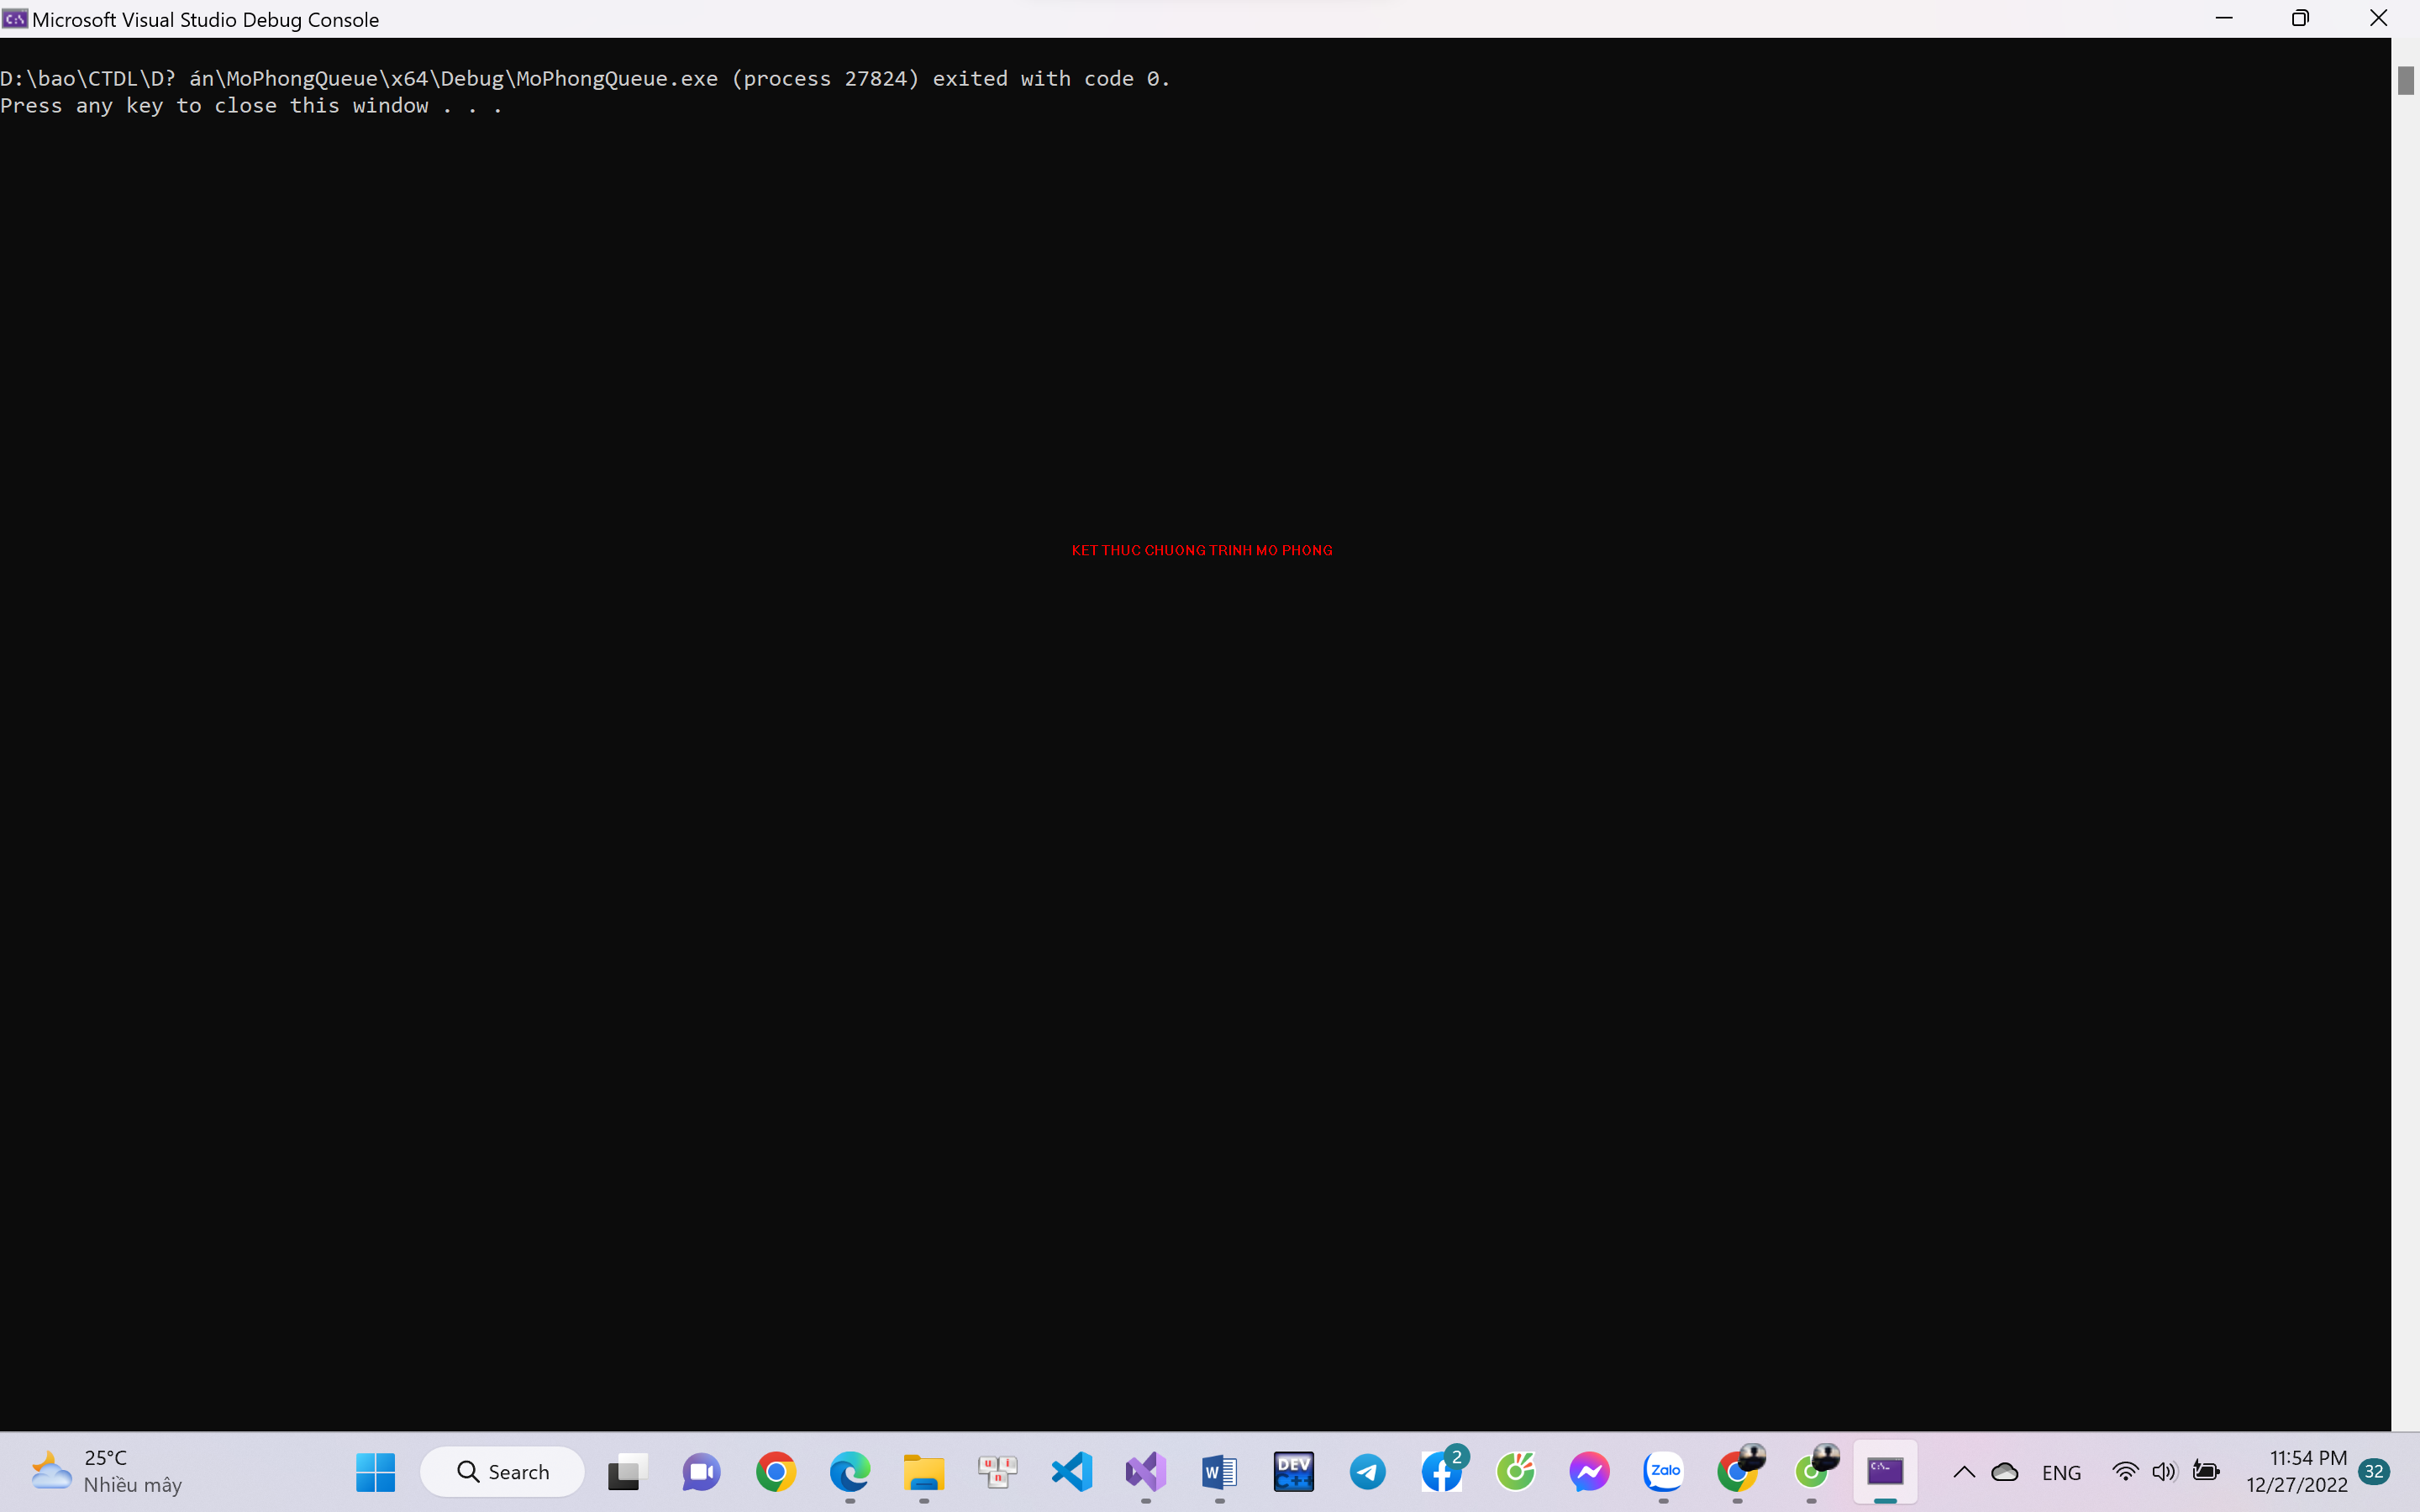 Microsoft Visual Studio Debug Console
D:\bao\CTDL\D? án\MoPhongQueue\x64\Debug\MoPhongQueue.exe (process 27824) exited with code 0.
Press any key to close this window . . .
KET THUC CHUONG TRINH MO PHONG
25°C
Nhiều mây
Search
u i n
W
DEV
C++
2
Zalo
C:\_
ENG
11:54 PM
12/27/2022
32